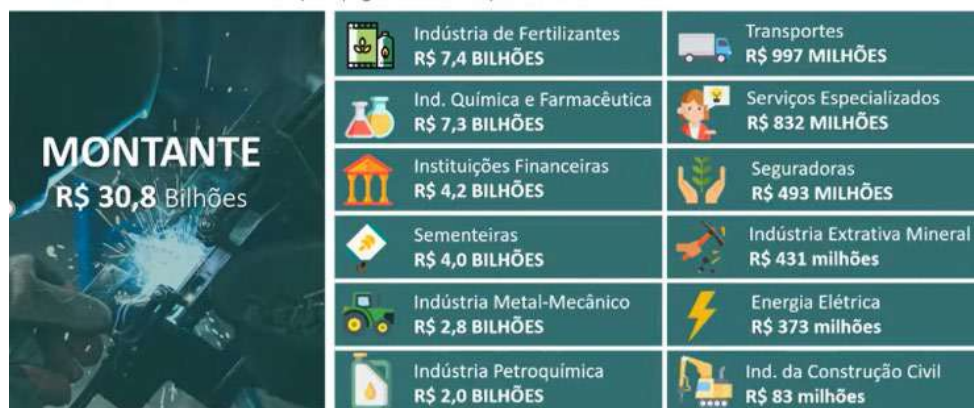 MONTANTE
R$ 30,8 Bilhões
Indústria de Fertilizantes
R$ 7,4 BILHÕES
Ind. Química e Farmacêutica
R$ 7,3 BILHÕES
Instituições Financeiras
R$ 4,2 BILHÕES
Sementeiras
R$ 4,0 BILHÕES
Indústria Metal-Mecânico
R$ 2,8 BILHÕES
Indústria Petroquímica
R$ 2,0 BILHÕES
Transportes
R$ 997 MILHÕES
Serviços Especializados
R$ 832 MILHÕES
Seguradoras
R$ 493 MILHÕES
Indústria Extrativa Mineral
R$ 431 milhões
Energia Elétrica
R$ 373 milhões
Ind. da Construção Civil
R$ 83 milhões